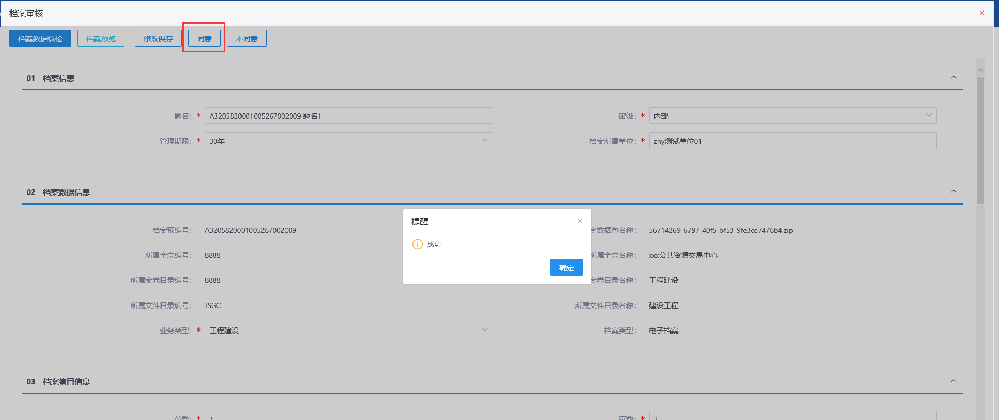 档案审核
档案数据核检 档案预览 修改保存 同意 不同意
01 档案信息
题名：* A3205820001005267002009 题名1 密级：* 内部
管理期限：* 30年 档案所属单位：* zhy测试单位01
02 档案数据信息
提醒
成功
确定
档案预编号： A3205820001005267002009 案数据包名称： 56714269-6797-40f5-bf53-9fe3ce7476b4.zip
所属全宗编号： 8888 所属全宗名称： xxx公共资源交易中心
所属案卷目录编号： 8888 案卷目录名称： 工程建设
所属文件目录编号： JSGC 所属文件目录名称： 建设工程
业务类型：* 工程建设 档案类型： 电子档案
03 档案编目信息
份数：* 1 页数：* 2